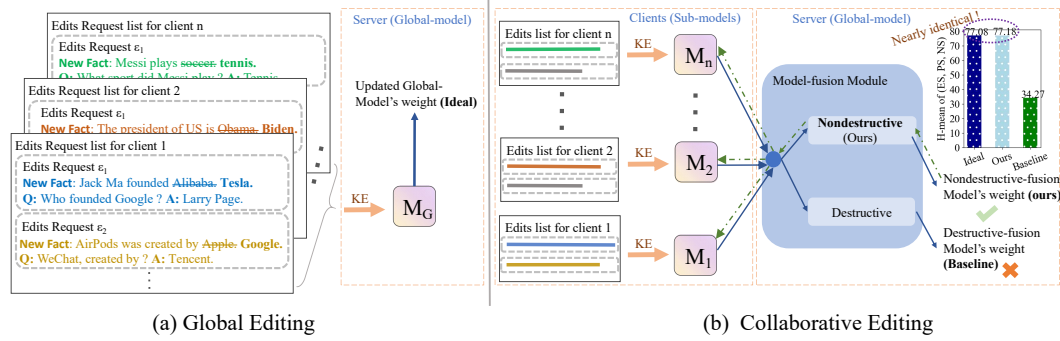 Edits Request list for client n
Edits Request ε1
New Fact: Messi plays soccer. tennis.
Q: What sport did Messi play ? A: Tennis
Edits Request list for client 2
Edits Request ε1
New Fact: The president of US is Obama. Biden.
Edits Request list for client 1
Edits Request ε1
New Fact: Jack Ma founded Alibaba. Tesla.
Q: Who founded Google ? A: Larry Page.
Edits Request ε2
New Fact: AirPods was created by Apple. Google.
Q: WeChat, created by ? A: Tencent.
KE
Server (Global-model)
Updated Global-
Model's weight (Ideal)
MG
(a) Global Editing
Clients (Sub-models)
Edits list for client n
KE
Mn
Edits list for client 2
KE
M2
Edits list for client 1
KE
M1
Server (Global-model)
Model-fusion Module
Nondestructive
(Ours)
Destructive
Nearly identical !
H-mean of (ES, PS, NS)
80
70
60
50
40
30
20
10
0
77.08
77.18
34.27
Ideal
Ours
Baseline
Nondestructive-fusion
Model's weight (ours)
Destructive-fusion
Model's weight
(Baseline)
(b) Collaborative Editing